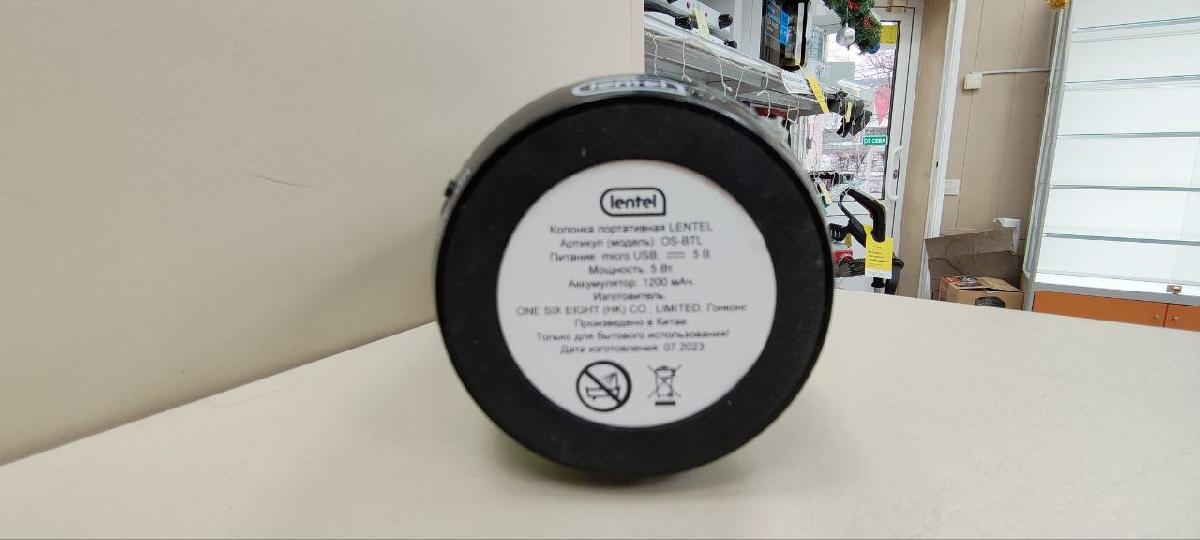 lentel
lentel
Колонка портативная LENTEL
Артикул (модель): OS-BTL
Питание: micro USB, 5 В.
Мощность: 5 Вт.
Аккумулятор: 1200 мАч.
Изготовитель:
ONE SIX EIGHT (HK) CO., LIMITED, Гонконг.
Произведено в Китае.
Только для бытового использования!
Дата изготовления: 07.2023